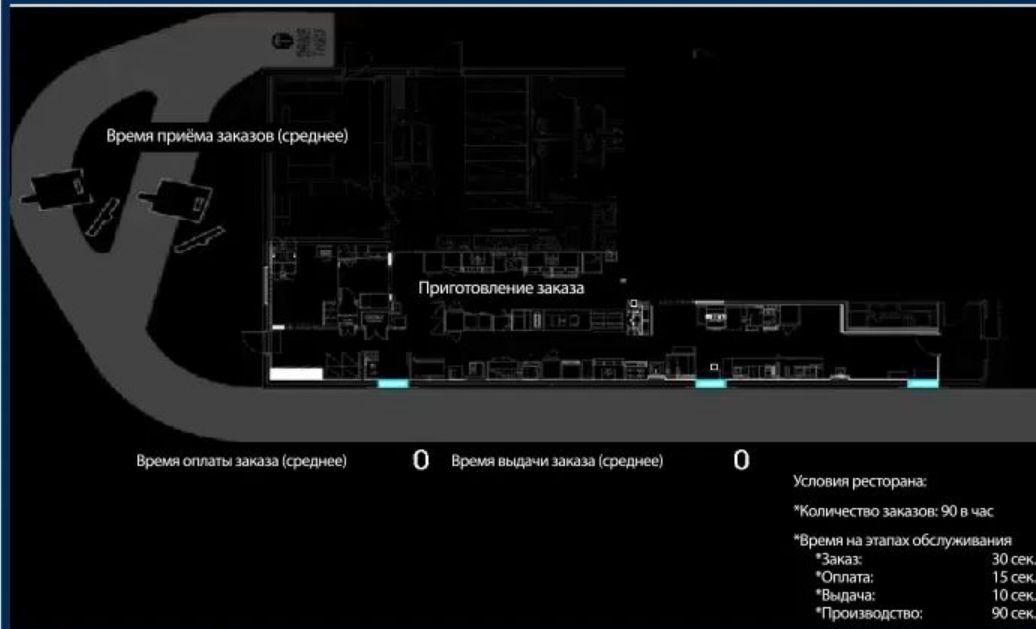 Время приёма заказов (среднее)
Приготовление заказа
Время оплаты заказа (среднее) 0 Время выдачи заказа (среднее) 0
Условия ресторана:
*Количество заказов: 90 в час
*Время на этапах обслуживания
*Заказ: 30 сек.
*Оплата: 15 сек.
*Выдача: 10 сек.
*Производство: 90 сек.